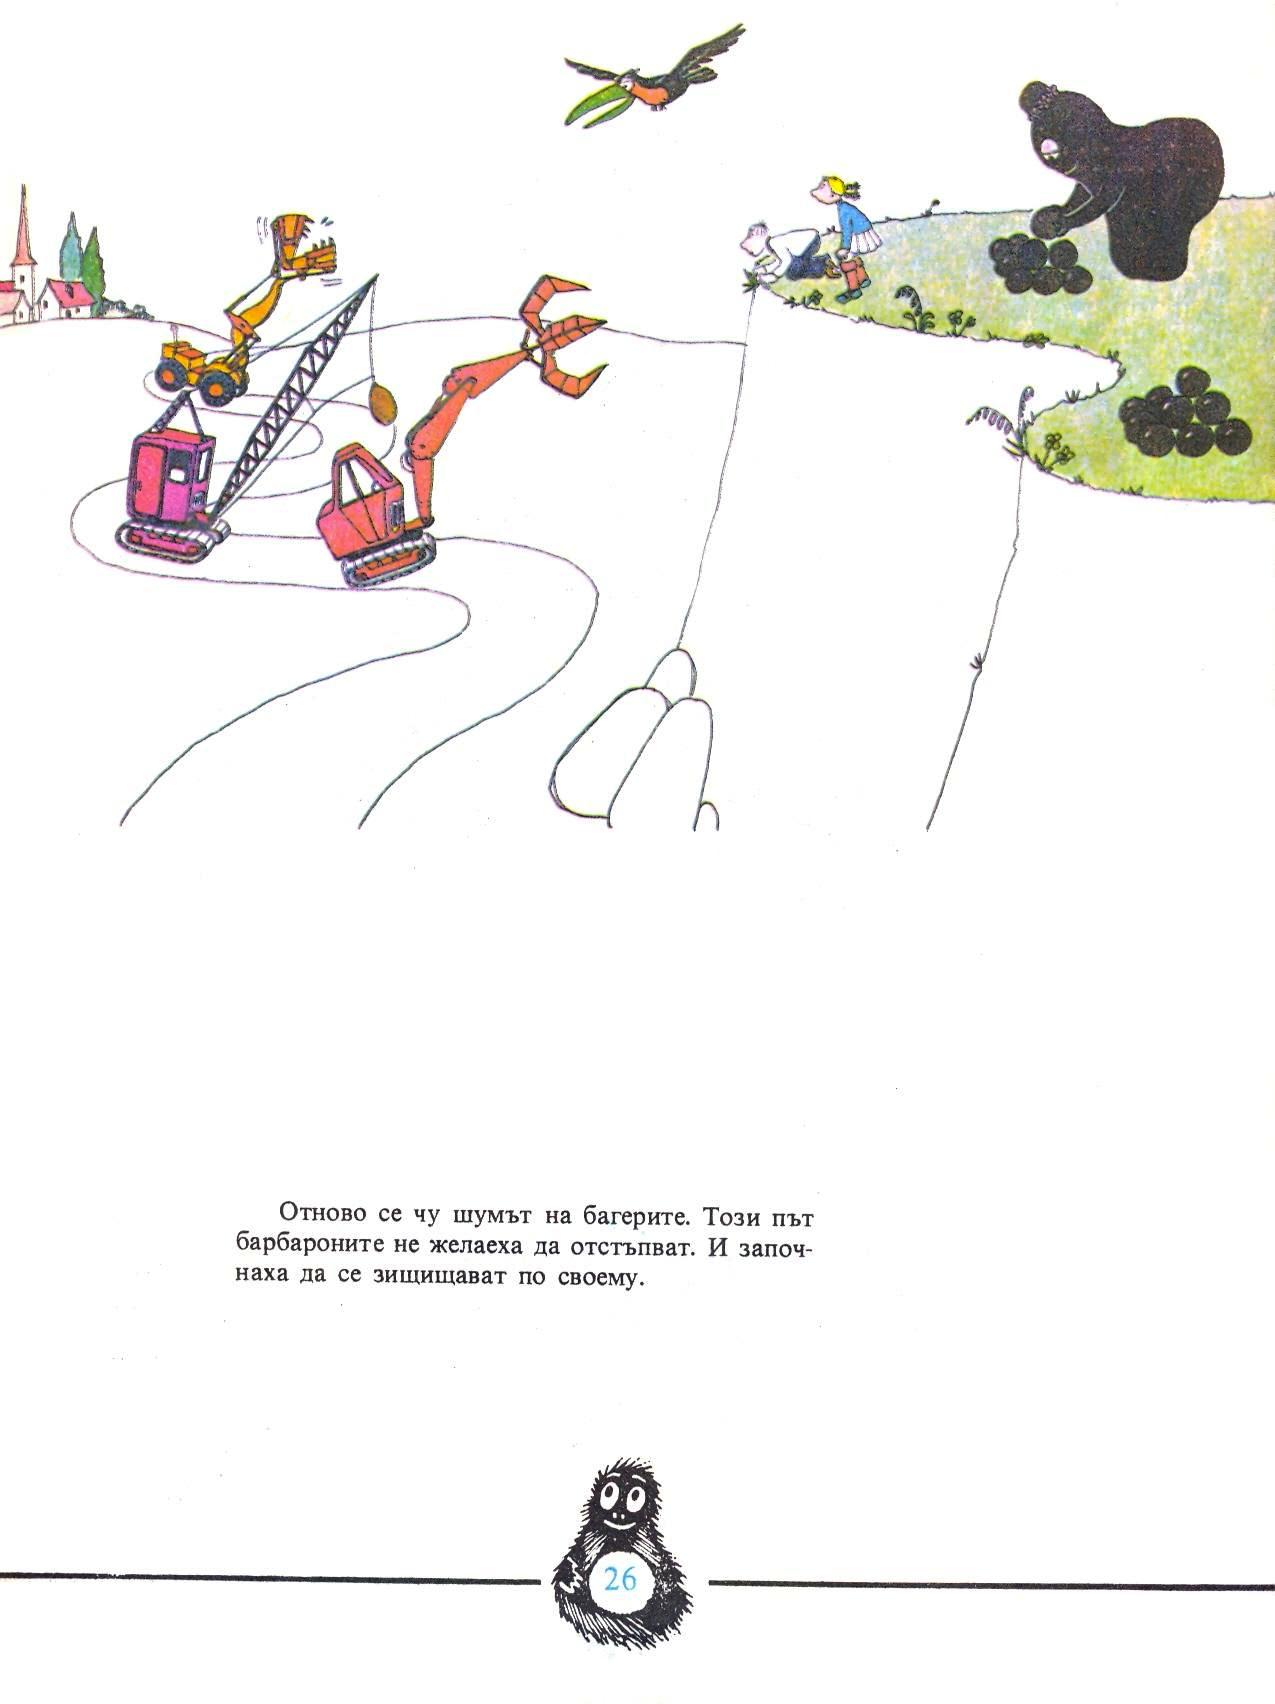 Отново се чу шумът на багерите. Този път
барбароните не желаеха да отстъпват. И започ-
наха да се зищищават по своему.
26